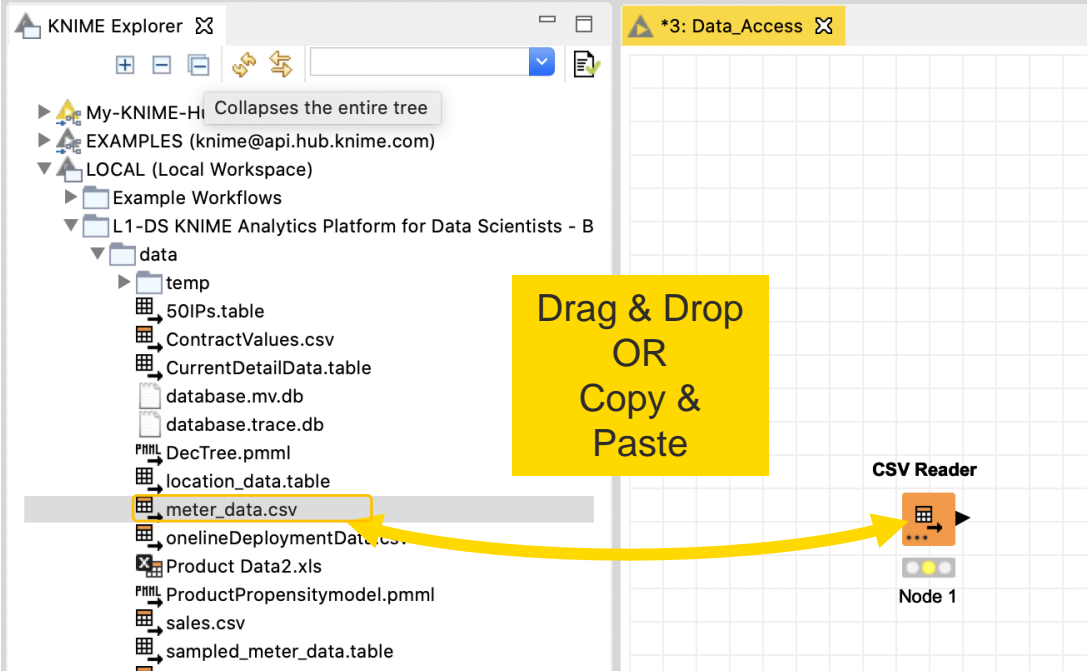 KNIME Explorer
*3: Data_Access
Collapses the entire tree
My-KNIME-Hu
EXAMPLES (knime@api.hub.knime.com)
LOCAL (Local Workspace)
Example Workflows
L1-DS KNIME Analytics Platform for Data Scientists - B
data
temp
50IPs.table
ContractValues.csv
CurrentDetailData.table
database.mv.db
database.trace.db
PMML DecTree.pmml
location_data.table
meter_data.csv
onelineDeploymentData.csv
Product Data2.xls
PMML ProductPropensitymodel.pmml
sales.csv
sampled_meter_data.table
Drag & Drop
OR
Copy &
Paste
CSV Reader
Node 1